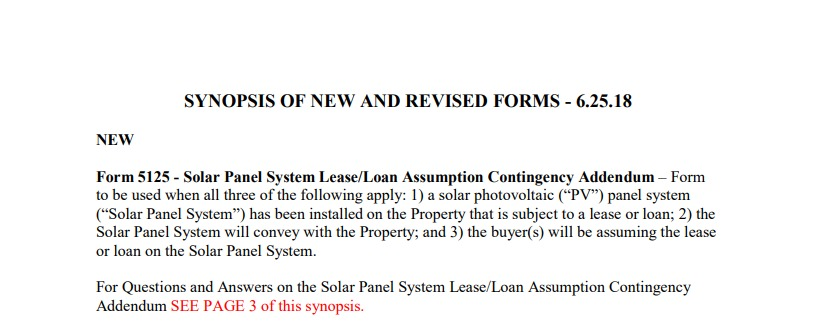 SYNOPSIS OF NEW AND REVISED FORMS - 6.25.18
NEW
Form 5125 - Solar Panel System Lease/Loan Assumption Contingency Addendum – Form
to be used when all three of the following apply: 1) a solar photovoltaic (“PV”) panel system
(“Solar Panel System”) has been installed on the Property that is subject to a lease or loan; 2) the
Solar Panel System will convey with the Property; and 3) the buyer(s) will be assuming the lease
or loan on the Solar Panel System.
For Questions and Answers on the Solar Panel System Lease/Loan Assumption Contingency
Addendum SEE PAGE 3 of this synopsis.